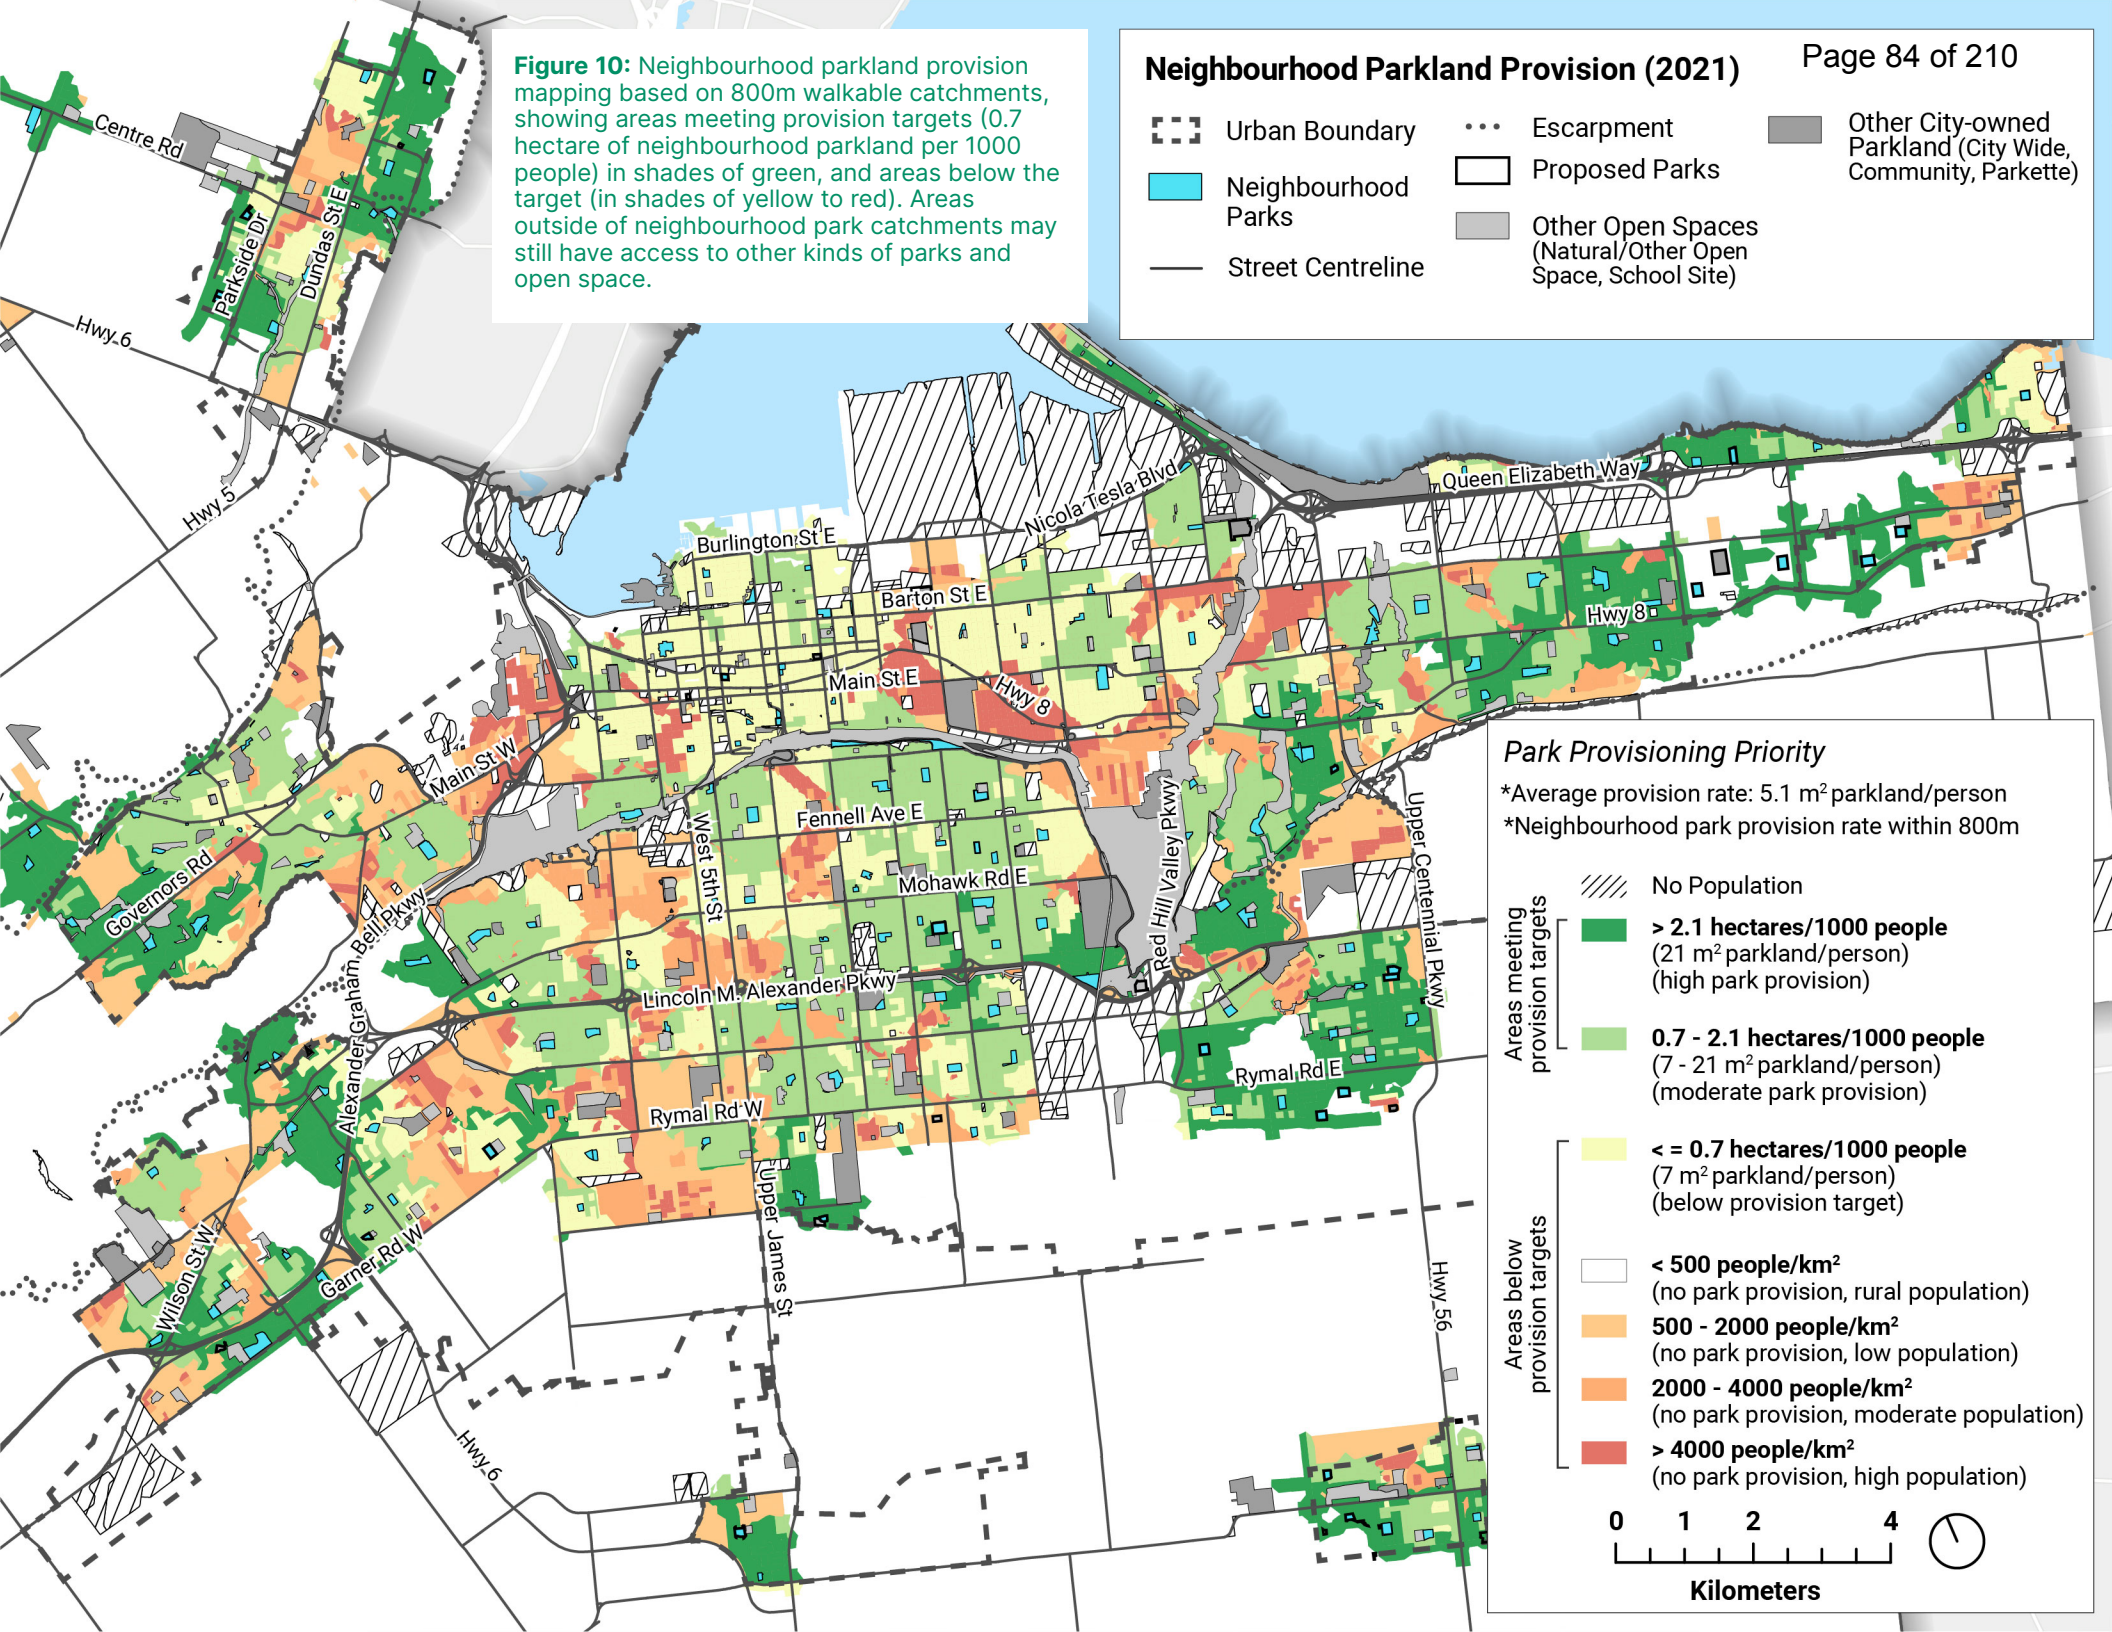 Figure 10: Neighbourhood parkland provision
mapping based on 800m walkable catchments,
showing areas meeting provision targets (0.7
hectare of neighbourhood parkland per 1000
people) in shades of green, and areas below the
target (in shades of yellow to red). Areas
outside of neighbourhood park catchments may
still have access to other kinds of parks and
open space.
Neighbourhood Parkland Provision (2021)
Page 84 of 210
Urban Boundary
Neighbourhood
Parks
Street Centreline
Escarpment
Proposed Parks
Other Open Spaces
(Natural/Other Open
Space, School Site)
Other City-owned
Parkland (City Wide,
Community, Parkette)
Centre Rd
Parkside Dr
Dundas St E
Hwy 6
Hwy 5
Burlington St E
Nicola Tesla Blvd
Queen Elizabeth Way
Barton St E
Hwy 8
Main St E
Hwy 8
Main St W
West 5th St
Fennell Ave E
Mohawk Rd E
Red Hill Valley Pkwy
Upper Centennial Pkwy
Governors Rd
Alexander Graham Bell Pkwy
Lincoln M. Alexander Pkwy
Rymal Rd E
Rymal Rd W
Upper James St
Wilson St W
Garner Rd W
Hwy 56
Hwy 6
Park Provisioning Priority
*Average provision rate: 5.1 m² parkland/person
*Neighbourhood park provision rate within 800m
No Population
Areas meeting
provision targets
> 2.1 hectares/1000 people
(21 m² parkland/person)
(high park provision)
0.7 - 2.1 hectares/1000 people
(7 - 21 m² parkland/person)
(moderate park provision)
Areas below
provision targets
< = 0.7 hectares/1000 people
(7 m² parkland/person)
(below provision target)
< 500 people/km²
(no park provision, rural population)
500 - 2000 people/km²
(no park provision, low population)
2000 - 4000 people/km²
(no park provision, moderate population)
> 4000 people/km²
(no park provision, high population)
0 1 2 4
Kilometers